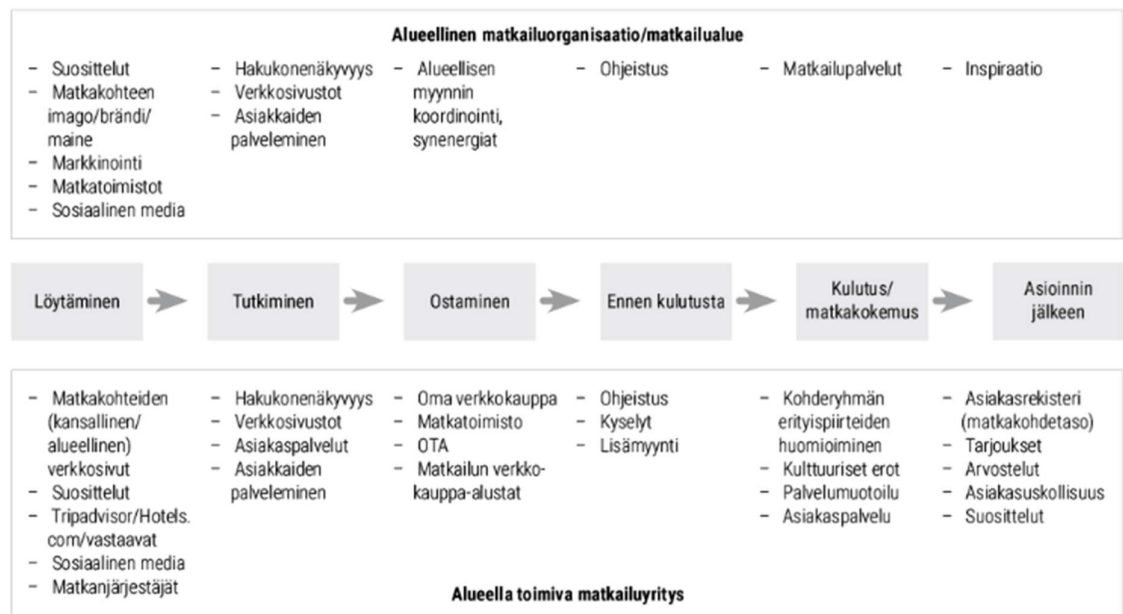 Alueellinen matkailuorganisaatio/matkailualue
– Suosittelut
– Matkakohteen
imago/brändi/
maine
– Markkinointi
– Matkatoimistot
– Sosiaalinen media
– Hakukonenäkyvyys
– Verkkosivustot
– Asiakkaiden
palveleminen
– Alueellisen
myynnin
koordinointi,
synenergiat
– Ohjeistus
– Matkailupalvelut
– Inspiraatio
Löytäminen
Tutkiminen
Ostaminen
Ennen kulutusta
Kulutus/
matkakokemus
Asioinnin
jälkeen
– Matkakohteiden
(kansallinen/
alueellinen)
verkkosivut
– Suosittelut
– Tripadvisor/Hotels.
com/vastaavat
– Sosiaalinen media
– Matkanjärjestäjät
– Hakukonenäkyvyys
– Verkkosivustot
– Asiakaspalvelut
– Asiakkaiden
palveleminen
– Oma verkkokauppa
– Matkatoimisto
– OTA
– Matkailun verkko-
kauppa-alustat
– Ohjeistus
– Kyselyt
– Lisämyynti
– Kohderyhmän
erityispiirteiden
huomioiminen
– Kulttuuriset erot
– Palvelumuotoilu
– Asiakaspalvelu
– Asiakasrekisteri
(matkakohdetaso)
– Tarjoukset
– Arvostelut
– Asiakasuskollisuus
– Suosittelut
Alueella toimiva matkailuyritys